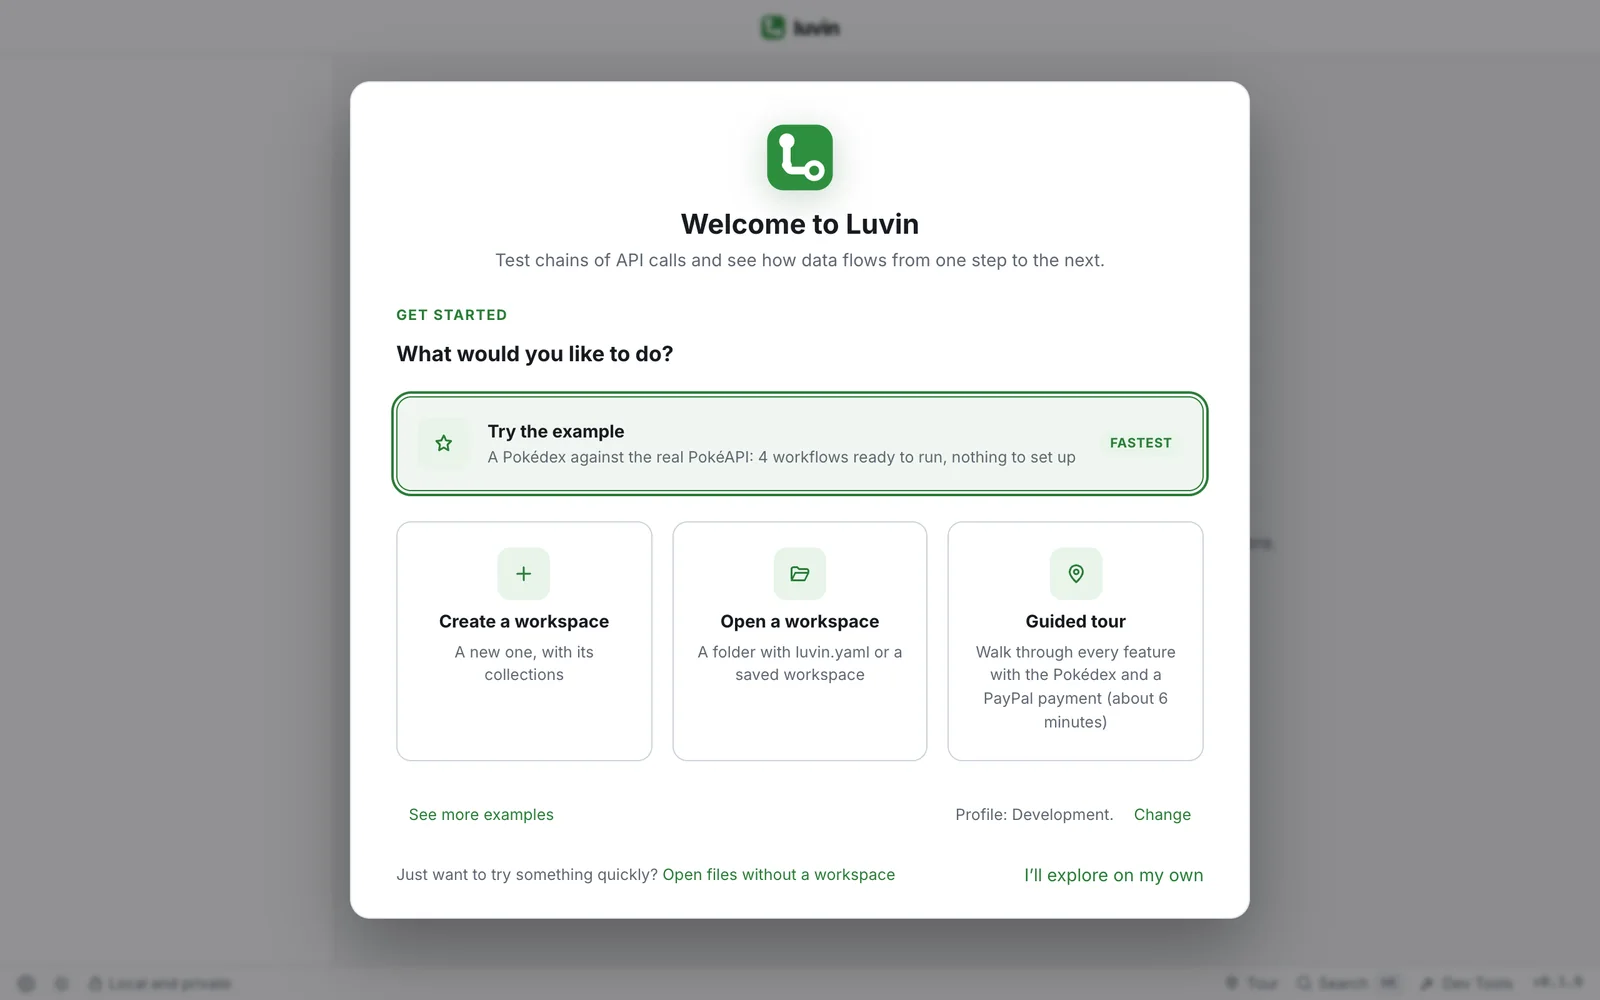 luvin
Welcome to Luvin
Test chains of API calls and see how data flows from one step to the next.
GET STARTED
What would you like to do?
Try the example
A Pokédex against the real PokéAPI: 4 workflows ready to run, nothing to set up
FASTEST
Create a workspace
A new one, with its
collections
Open a workspace
A folder with luvin.yaml or a
saved workspace
Guided tour
Walk through every feature
with the Pokédex and a
PayPal payment (about 6
minutes)
See more examples
Profile: Development. Change
Just want to try something quickly? Open files without a workspace
I’ll explore on my own
Local and private
Tour
Search
Dev Tools